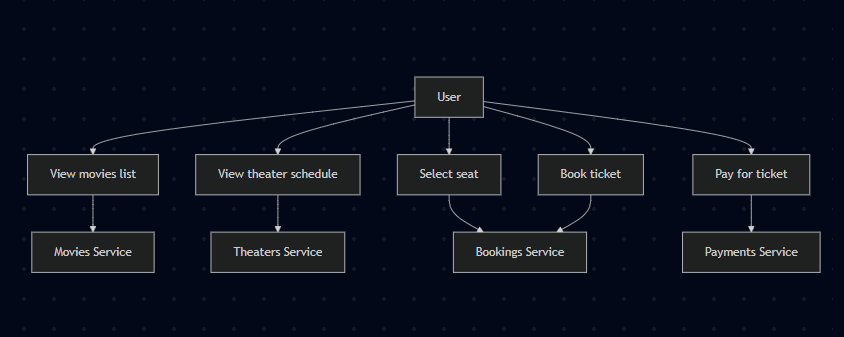 User
View movies list
View theater schedule
Select seat
Book ticket
Pay for ticket
Movies Service
Theaters Service
Bookings Service
Payments Service